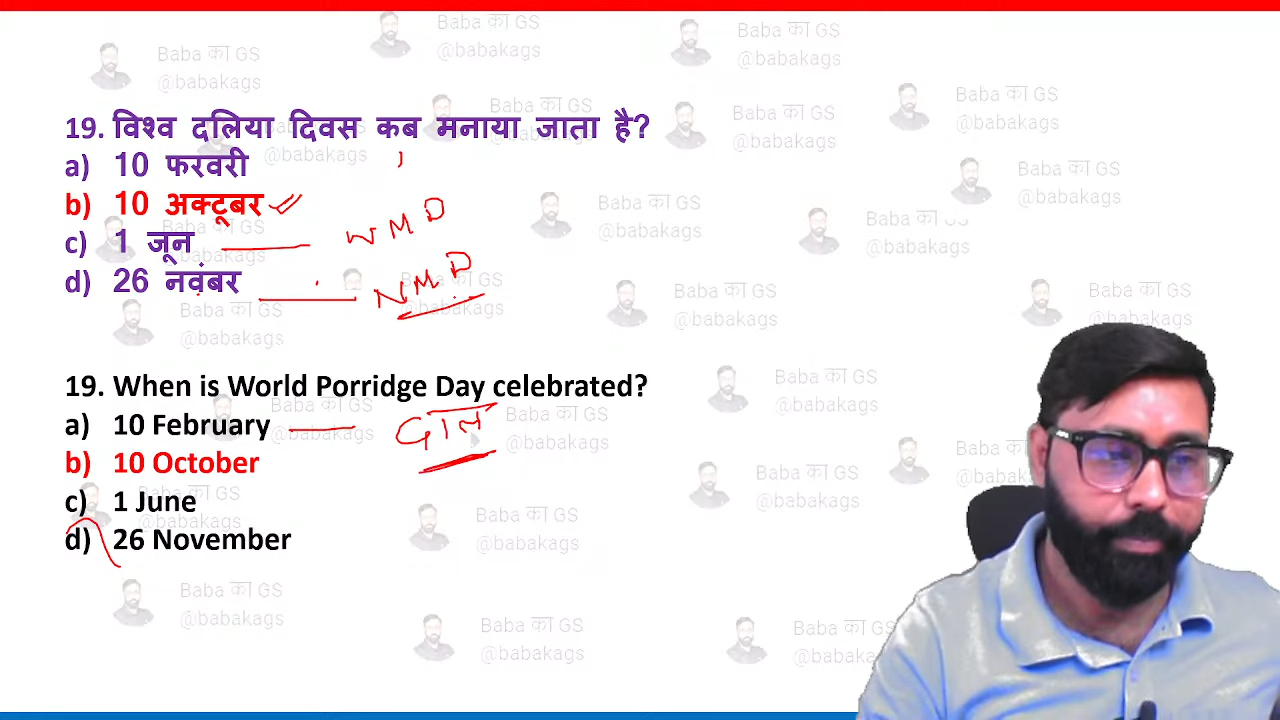 19. विश्व दलिया दिवस कब मनाया जाता है?
a) 10 फरवरी
b) 10 अक्टूबर
c) 1 जून WMD
d) 26 नवंबर NMD
19. When is World Porridge Day celebrated?
a) 10 February
b) 10 October
c) 1 June
d) 26 November
Baba का GS
@babakags